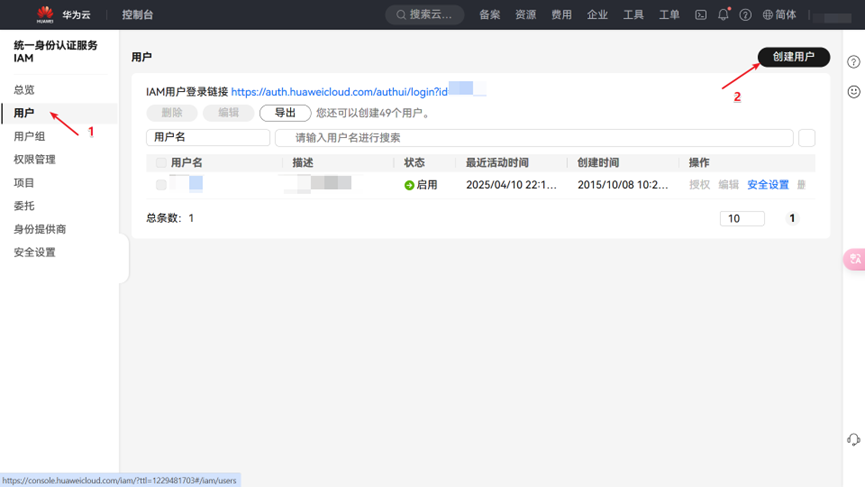 HUAWEI 华为云 控制台 搜索云... 备案 资源 费用 企业 工具 工单 简体
统一身份认证服务
IAM
总览
用户
用户组
权限管理
项目
委托
身份提供商
安全设置
1
用户
创建用户
2
IAM用户登录链接 https://auth.huaweicloud.com/authui/login?id
删除 编辑 导出 您还可以创建49个用户。
用户名 请输入用户名进行搜索
用户名 描述 状态 最近活动时间 创建时间 操作
启用 2025/04/10 22:1... 2015/10/08 10:2... 授权 编辑 安全设置
总条数: 1 10 1
https://console.huaweicloud.com/iam/?ttl=1229481703#/iam/users